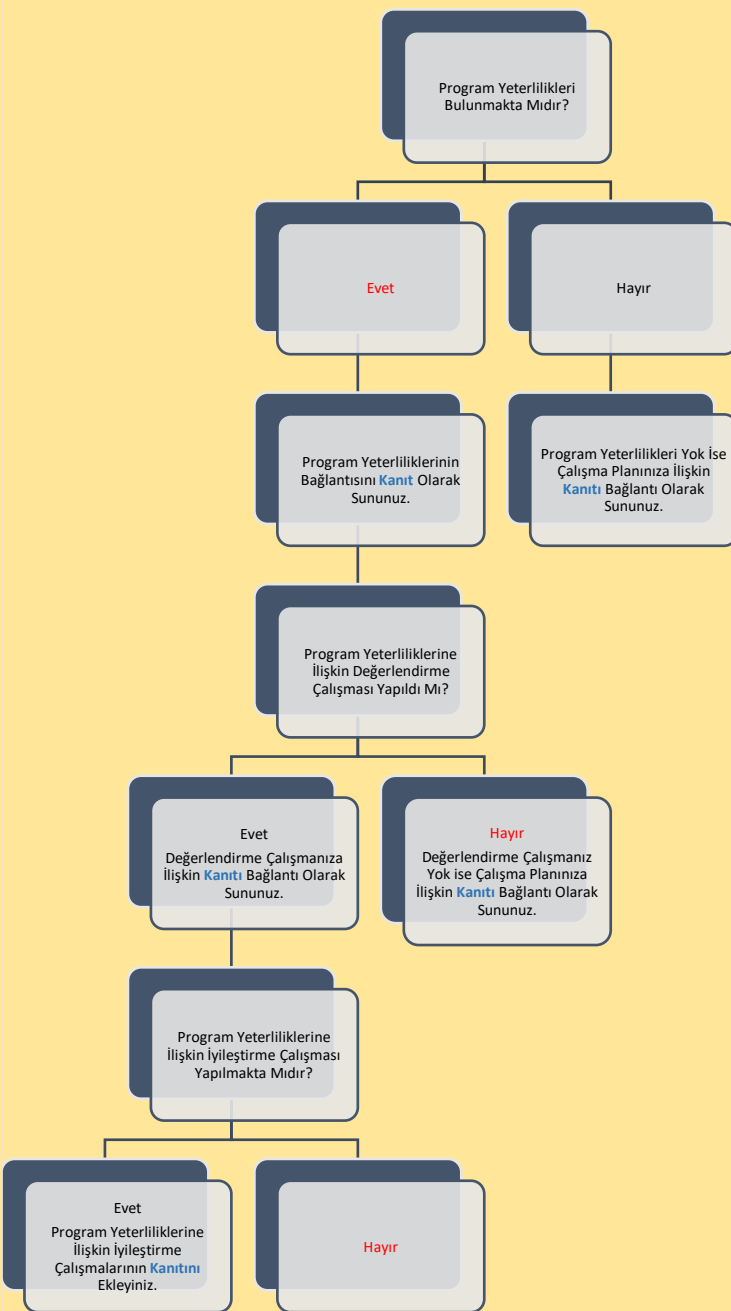 Program Yeterlilikleri
Bulunmakta Mıdır?
Evet
Hayır
Program Yeterliliklerinin
Bağlantısını Kanıt Olarak
Sununuz.
Program Yeterlilikleri Yok İse
Çalışma Planınıza İlişkin
Kanıtı Bağlantı Olarak
Sununuz.
Program Yeterliliklerine
İlişkin Değerlendirme
Çalışması Yapıldı Mı?
Evet
Değerlendirme Çalışmanıza
İlişkin Kanıtı Bağlantı Olarak
Sununuz.
Hayır
Değerlendirme Çalışmanız
Yok ise Çalışma Planınıza
İlişkin Kanıtı Bağlantı Olarak
Sununuz.
Program Yeterliliklerine
İlişkin İyileştirme Çalışması
Yapılmakta Mıdır?
Evet
Program Yeterliliklerine
İlişkin İyileştirme
Çalışmalarının Kanıtını
Ekleyiniz.
Hayır